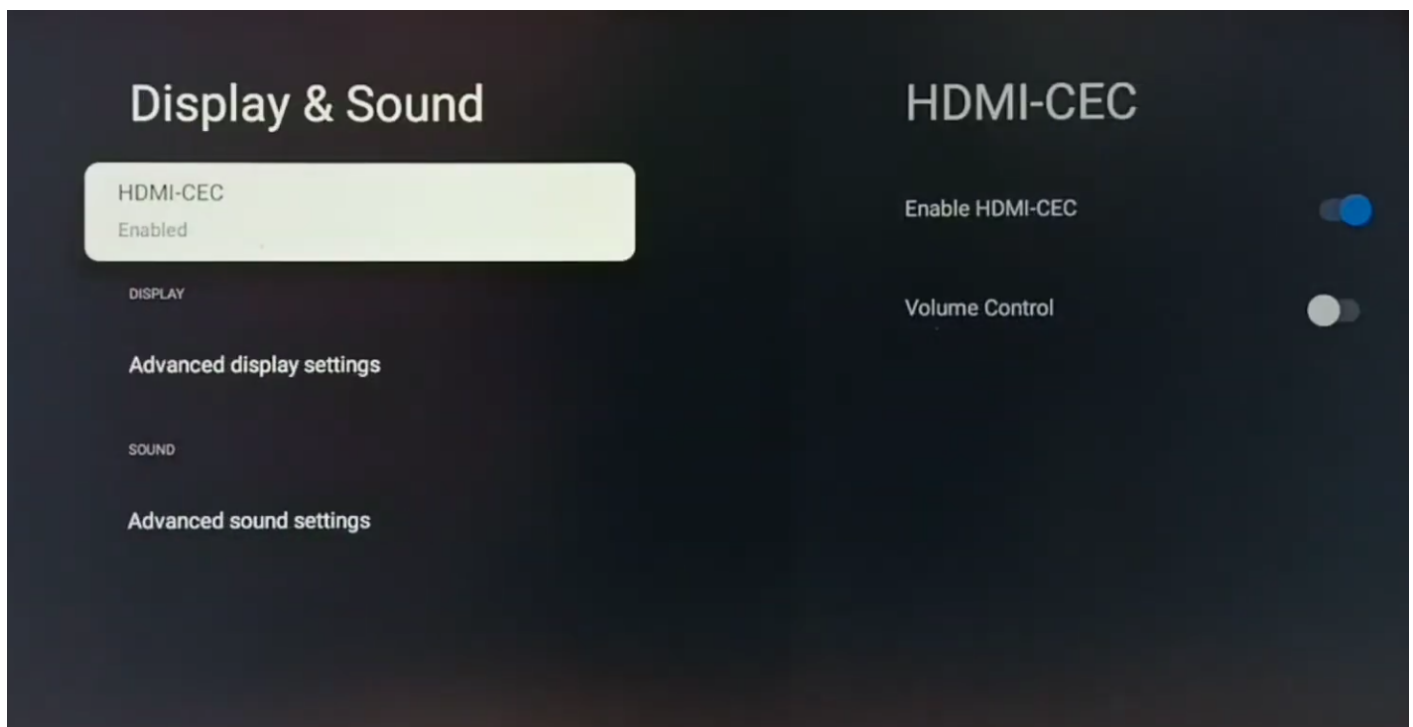 Display & Sound
HDMI-CEC
Enabled
DISPLAY
Advanced display settings
SOUND
Advanced sound settings
HDMI-CEC
Enable HDMI-CEC
Volume Control